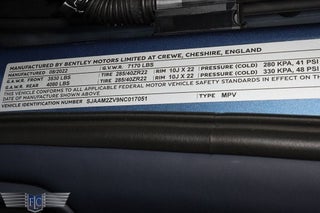 MANUFACTURED BY BENTLEY MOTORS LIMITED AT CREWE, CHESHIRE, ENGLAND
MANUFACTURED 08/2022 G.V.W.R. 7170 LBS
G.A.W.R FRONT 3530 LBS TIRE 285/40ZR22 RIM 10J X 22 PRESSURE (COLD) 280 KPA, 41 PSI
G.A.W.R REAR 4080 LBS TIRE 285/40ZR22 RIM 10J X 22 PRESSURE (COLD) 330 KPA, 48 PSI
THIS VEHICLE CONFORMS TO ALL APPLICABLE FEDERAL MOTOR VEHICLE SAFETY STANDARDS IN EFFECT ON THE
DATE OF MANUFACTURE SHOWN ABOVE
VEHICLE IDENTIFICATION NUMBER SJAAM2ZV9NC017051 TYPE MPV